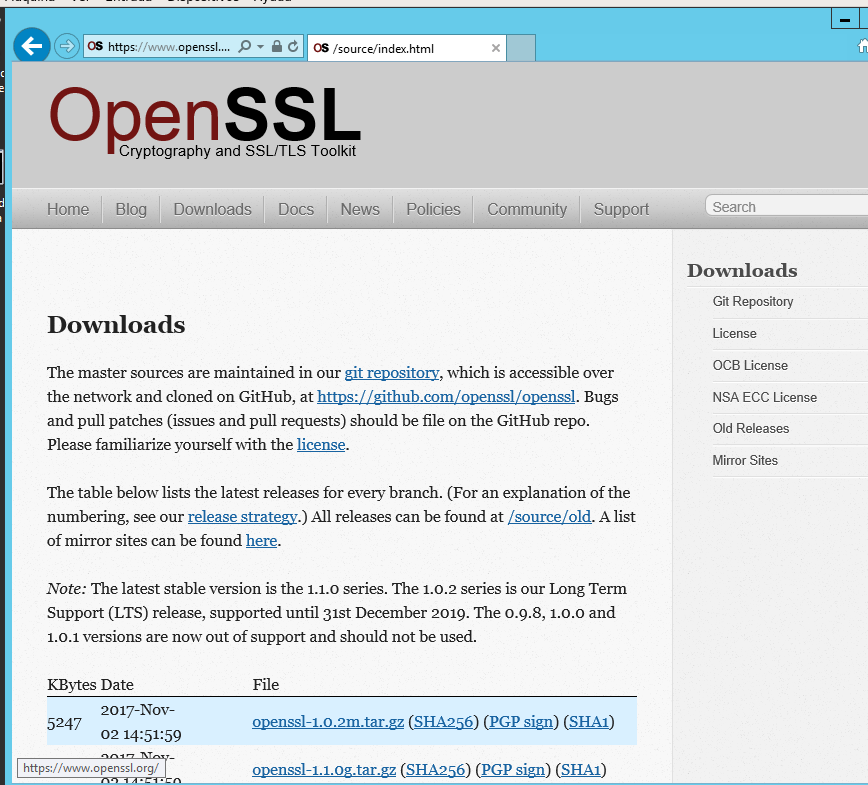 Máquina Ver Entrada Dispositivos Ayuda
OS https://www.openssl....
OS /source/index.html
OpenSSL
Cryptography and SSL/TLS Toolkit
Home Blog Downloads Docs News Policies Community Support Search
Downloads
Git Repository
License
OCB License
NSA ECC License
Old Releases
Mirror Sites
Downloads
The master sources are maintained in our git repository, which is accessible over
the network and cloned on GitHub, at https://github.com/openssl/openssl. Bugs
and pull patches (issues and pull requests) should be file on the GitHub repo.
Please familiarize yourself with the license.
The table below lists the latest releases for every branch. (For an explanation of the
numbering, see our release strategy.) All releases can be found at /source/old. A list
of mirror sites can be found here.
Note: The latest stable version is the 1.1.0 series. The 1.0.2 series is our Long Term
Support (LTS) release, supported until 31st December 2019. The 0.9.8, 1.0.0 and
1.0.1 versions are now out of support and should not be used.
KBytes Date File
5247 2017-Nov-
02 14:51:59 openssl-1.0.2m.tar.gz (SHA256) (PGP sign) (SHA1)
2017-Nov-
02 14:51:59 openssl-1.1.0g.tar.gz (SHA256) (PGP sign) (SHA1)
https://www.openssl.org/